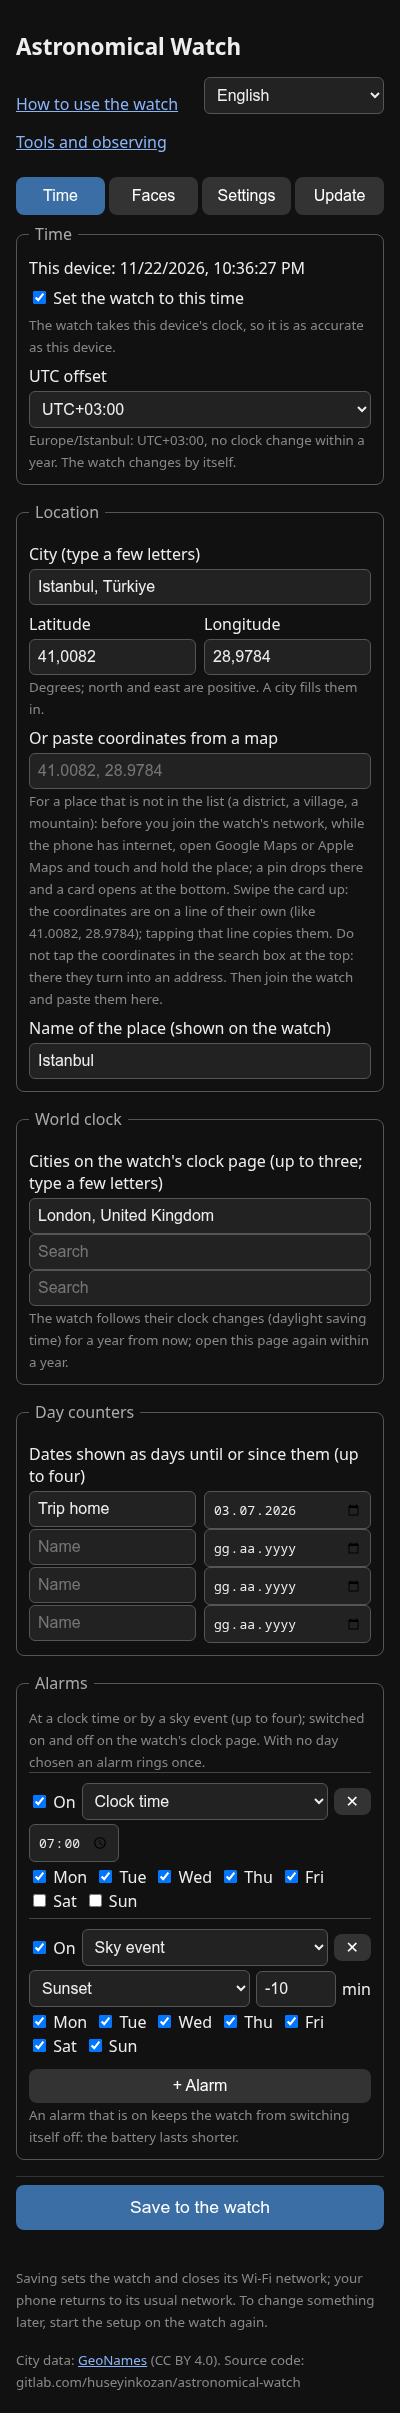 Astronomical Watch
How to use the watch
English
Tools and observing
Time
Faces
Settings
Update
Time
This device: 11/22/2026, 10:36:27 PM
Set the watch to this time
The watch takes this device's clock, so it is as accurate
as this device.
UTC offset
UTC+03:00
Europe/Istanbul: UTC+03:00, no clock change within a
year. The watch changes by itself.
Location
City (type a few letters)
Istanbul, Türkiye
Latitude
Longitude
41,0082
28,9784
Degrees; north and east are positive. A city fills them
in.
Or paste coordinates from a map
41.0082, 28.9784
For a place that is not in the list (a district, a village, a
mountain): before you join the watch's network, while
the phone has internet, open Google Maps or Apple
Maps and touch and hold the place; a pin drops there
and a card opens at the bottom. Swipe the card up:
the coordinates are on a line of their own (like
41.0082, 28.9784); tapping that line copies them. Do
not tap the coordinates in the search box at the top:
there they turn into an address. Then join the watch
and paste them here.
Name of the place (shown on the watch)
Istanbul
World clock
Cities on the watch's clock page (up to three;
type a few letters)
London, United Kingdom
Search
Search
The watch follows their clock changes (daylight saving
time) for a year from now; open this page again within
a year.
Day counters
Dates shown as days until or since them (up
to four)
Trip home
03.07.2026
Name
gg.aa.yyyy
Name
gg.aa.yyyy
Name
gg.aa.yyyy
Alarms
At a clock time or by a sky event (up to four); switched
on and off on the watch's clock page. With no day
chosen an alarm rings once.
On
Clock time
✕
07:00
Mon Tue Wed Thu Fri
Sat Sun
On
Sky event
✕
Sunset
-10
min
Mon Tue Wed Thu Fri
Sat Sun
+ Alarm
An alarm that is on keeps the watch from switching
itself off: the battery lasts shorter.
Save to the watch
Saving sets the watch and closes its Wi-Fi network; your
phone returns to its usual network. To change something
later, start the setup on the watch again.
City data: GeoNames (CC BY 4.0). Source code:
gitlab.com/huseyinkozan/astronomical-watch